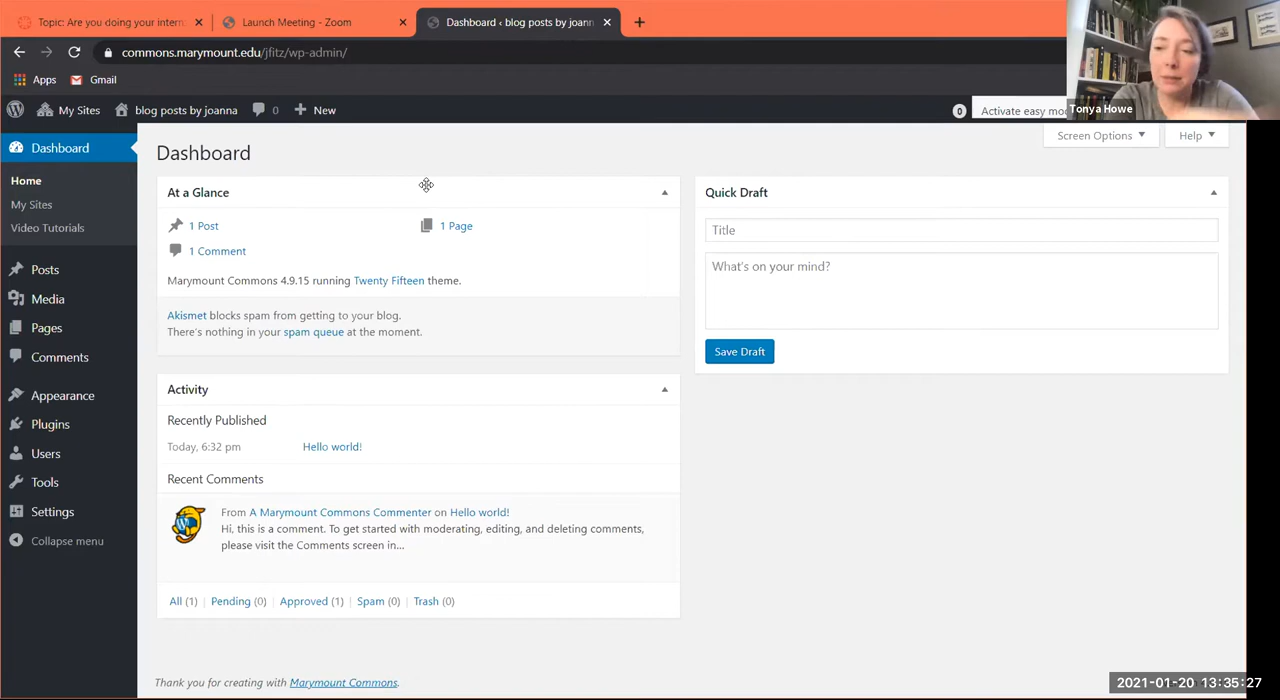 Topic: Are you doing your intern
Launch Meeting - Zoom
Dashboard ‹ blog posts by joann
commons.marymount.edu/jfitz/wp-admin/
Apps
Gmail
My Sites
blog posts by joanna
0
New
0
Activate easy mod
Tonya Howe
Dashboard
Home
My Sites
Video Tutorials
Posts
Media
Pages
Comments
Appearance
Plugins
Users
Tools
Settings
Collapse menu
Screen Options
Help
Dashboard
At a Glance
1 Post
1 Page
1 Comment
Marymount Commons 4.9.15 running Twenty Fifteen theme.
Akismet blocks spam from getting to your blog.
There's nothing in your spam queue at the moment.
Activity
Recently Published
Today, 6:32 pm
Hello world!
Recent Comments
From A Marymount Commons Commenter on Hello world!
Hi, this is a comment. To get started with moderating, editing, and deleting comments,
please visit the Comments screen in...
All (1) | Pending (0) | Approved (1) | Spam (0) | Trash (0)
Quick Draft
Title
What's on your mind?
Save Draft
Thank you for creating with Marymount Commons.
2021-01-20 13:35:27